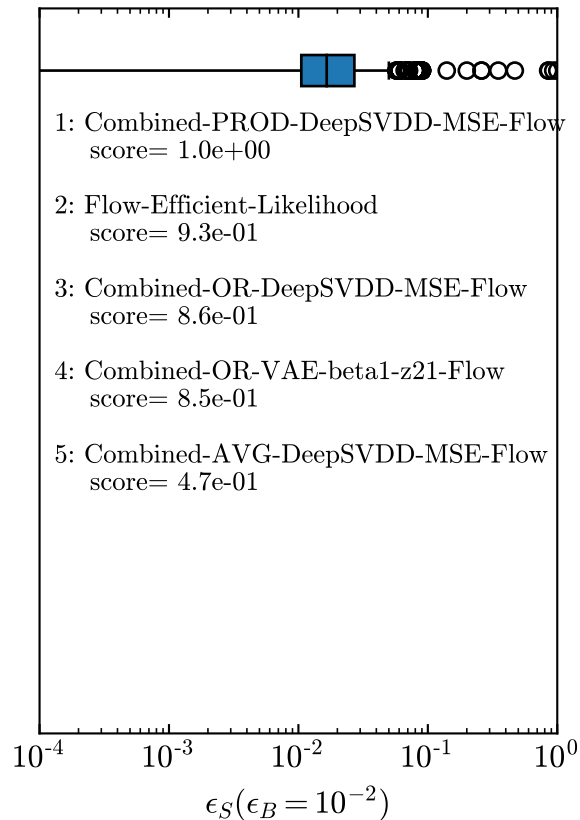 1: Combined-PROD-DeepSVDD-MSE-Flow
score= 1.0e+00
2: Flow-Efficient-Likelihood
score= 9.3e-01
3: Combined-OR-DeepSVDD-MSE-Flow
score= 8.6e-01
4: Combined-OR-VAE-beta1-z21-Flow
score= 8.5e-01
5: Combined-AVG-DeepSVDD-MSE-Flow
score= 4.7e-01
10⁻⁴ 10⁻³ 10⁻² 10⁻¹ 10⁰
ϵ_S(ϵ_B = 10⁻²)